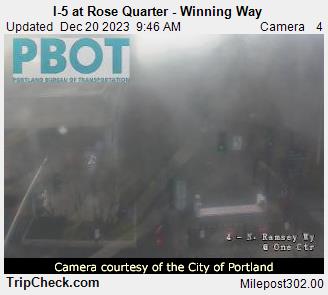 I-5 at Rose Quarter - Winning Way
Updated Dec 20 2023 9:46 AM Camera 4
PBOT
PORTLAND BUREAU OF TRANSPORTATION
4 - N. Ramsey Wy
@ One Ctr
Camera courtesy of the City of Portland
TripCheck.com Milepost302.00